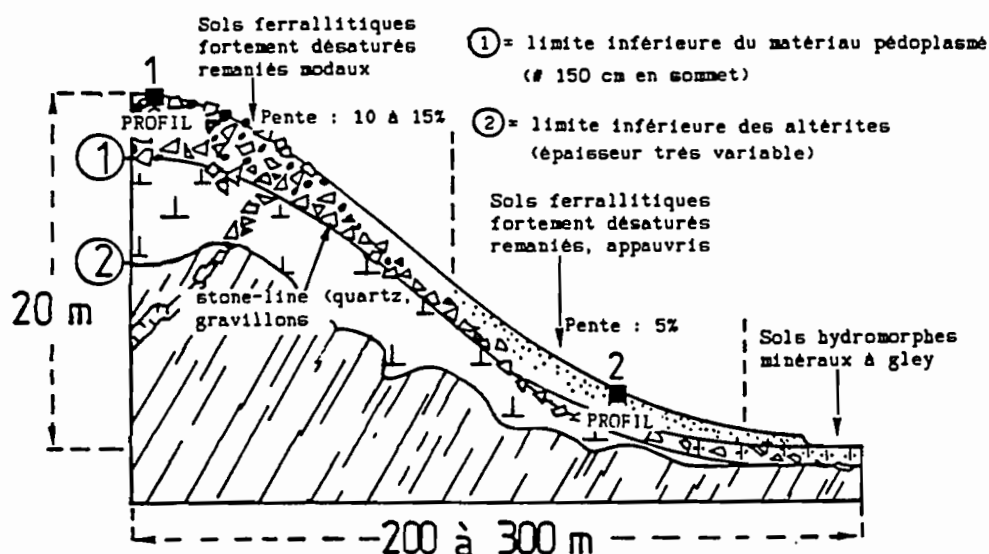 Sols ferrallitiques
fortement désaturés
remaniés modaux
① = limite inférieure du matériau pédoplasmé
(# 150 cm en sommet)
② = limite inférieure des altérites
(épaisseur très variable)
1
PROFIL
Pente : 10 à 15%
①
②
20 m
Sols ferrallitiques
fortement désaturés
remaniés, appauvris
stone-line (quartz,
gravillons
Pente : 5%
Sols hydromorphes
minéraux à gley
2
PROFIL
200 à 300 m